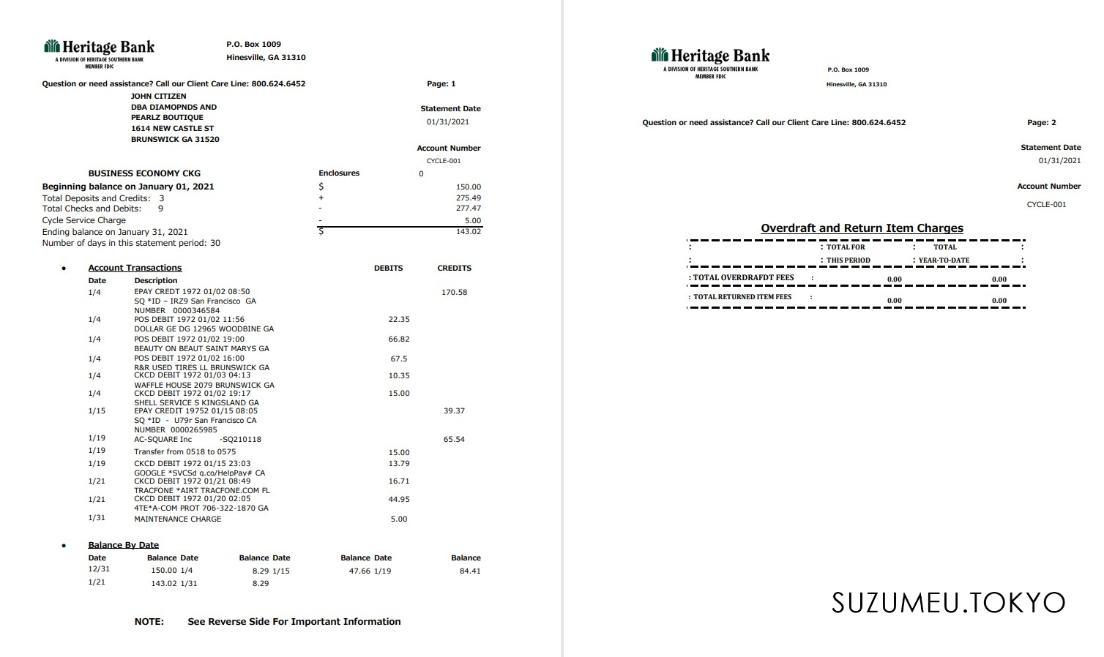 Heritage Bank
A DIVISION OF HERITAGE SOUTHERN BANK
MEMBER FDIC
P.O. Box 1009
Hinesville, GA 31310
Question or need assistance? Call our Client Care Line: 800.624.6452 Page: 1
JOHN CITIZEN
DBA DIAMOPNDS AND
PEARLZ BOUTIQUE
1614 NEW CASTLE ST
BRUNSWICK GA 31520
Statement Date
01/31/2021
Account Number
CYCLE-001
BUSINESS ECONOMY CKG Enclosures 0
Beginning balance on January 01, 2021 $ 150.00
Total Deposits and Credits: 3 + 275.49
Total Checks and Debits: 9 - 277.47
Cycle Service Charge - 5.00
Ending balance on January 31, 2021 $ 143.02
Number of days in this statement period: 30
• Account Transactions DEBITS CREDITS
Date Description
1/4 EPAY CREDT 1972 01/02 08:50 170.58
SQ *ID – IRZ9 San Francisco GA
NUMBER 0000346584
1/4 POS DEBIT 1972 01/02 11:56 22.35
DOLLAR GE DG 12965 WOODBINE GA
1/4 POS DEBIT 1972 01/02 19:00 66.82
BEAUTY ON BEAUT SAINT MARYS GA
1/4 POS DEBIT 1972 01/02 16:00 67.5
R&R USED TIRES LL BRUNSWICK GA
1/4 CKCD DEBIT 1972 01/03 04:13 10.35
WAFFLE HOUSE 2079 BRUNSWICK GA
1/4 CKCD DEBIT 1972 01/02 19:17 15.00
SHELL SERVICE S KINGSLAND GA
1/15 EPAY CREDIT 19752 01/15 08:05 39.37
SQ *ID - U79r San Francisco CA
NUMBER 0000265985
1/19 AC-SQUARE Inc -SQ210118 65.54
1/19 Transfer from 0518 to 0575 15.00
1/19 CKCD DEBIT 1972 01/15 23:03 13.79
GOOGLE *SVCSd g.co/HelpPay# CA
1/21 CKCD DEBIT 1972 01/21 08:49 16.71
TRACFONE *AIRT TRACFONE.COM FL
1/21 CKCD DEBIT 1972 01/20 02:05 44.95
4TE*A-COM PROT 706-322-1870 GA
1/31 MAINTENANCE CHARGE 5.00
• Balance By Date
Date Balance Date Balance Date Balance Date Balance
12/31 150.00 1/4 8.29 1/15 47.66 1/19 84.41
1/21 143.02 1/31 8.29
NOTE: See Reverse Side For Important Information
Heritage Bank
A DIVISION OF HERITAGE SOUTHERN BANK
MEMBER FDIC
P.O. Box 1009
Hinesville, GA 31310
Question or need assistance? Call our Client Care Line: 800.624.6452 Page: 2
Statement Date
01/31/2021
Account Number
CYCLE-001
Overdraft and Return Item Charges
: : TOTAL FOR : TOTAL :
: : THIS PERIOD : YEAR-TO-DATE :
: TOTAL OVERDRAFDT FEES : 0.00 0.00
: TOTAL RETURNED ITEM FEES : 0.00 0.00
SUZUMEU.TOKYO